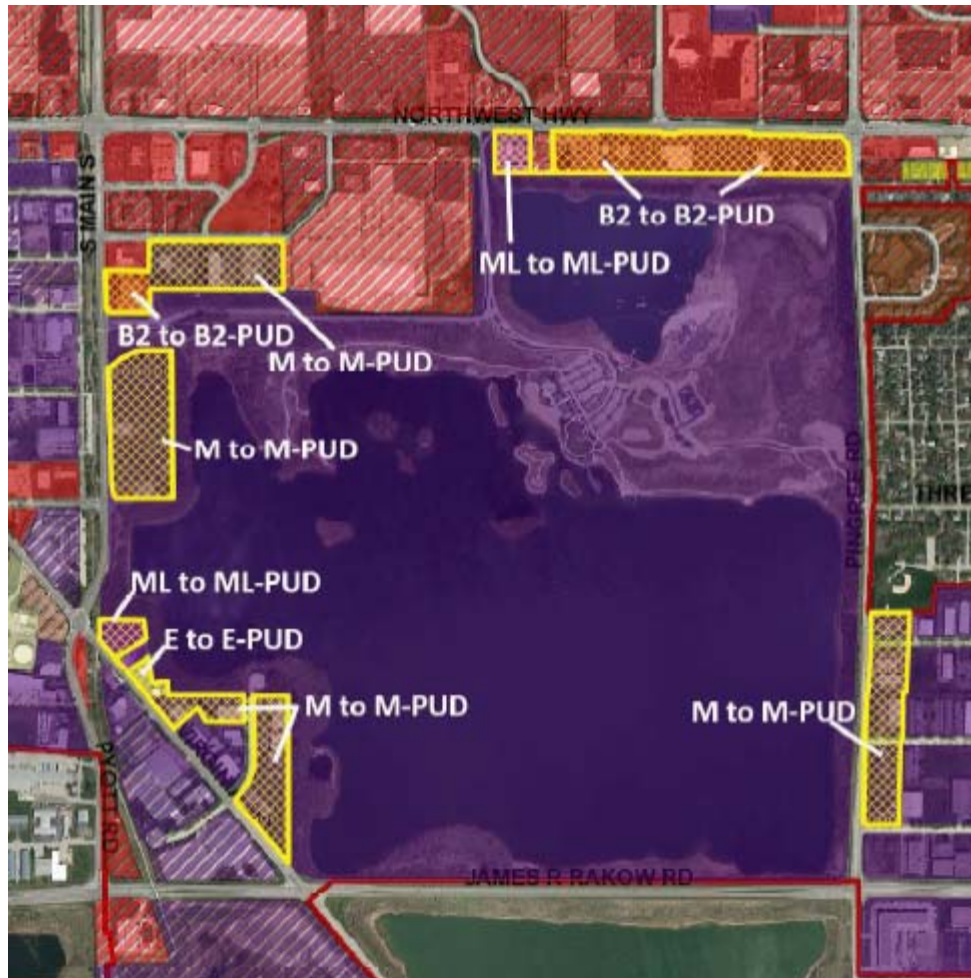 NORTHWEST HWY
S MAIN S
B2 to B2-PUD
ML to ML-PUD
B2 to B2-PUD
M to M-PUD
M to M-PUD
PINGREE RD
THRE
ML to ML-PUD
E to E-PUD
M to M-PUD
M to M-PUD
PYOTT RD
JAMES R RAKOW RD